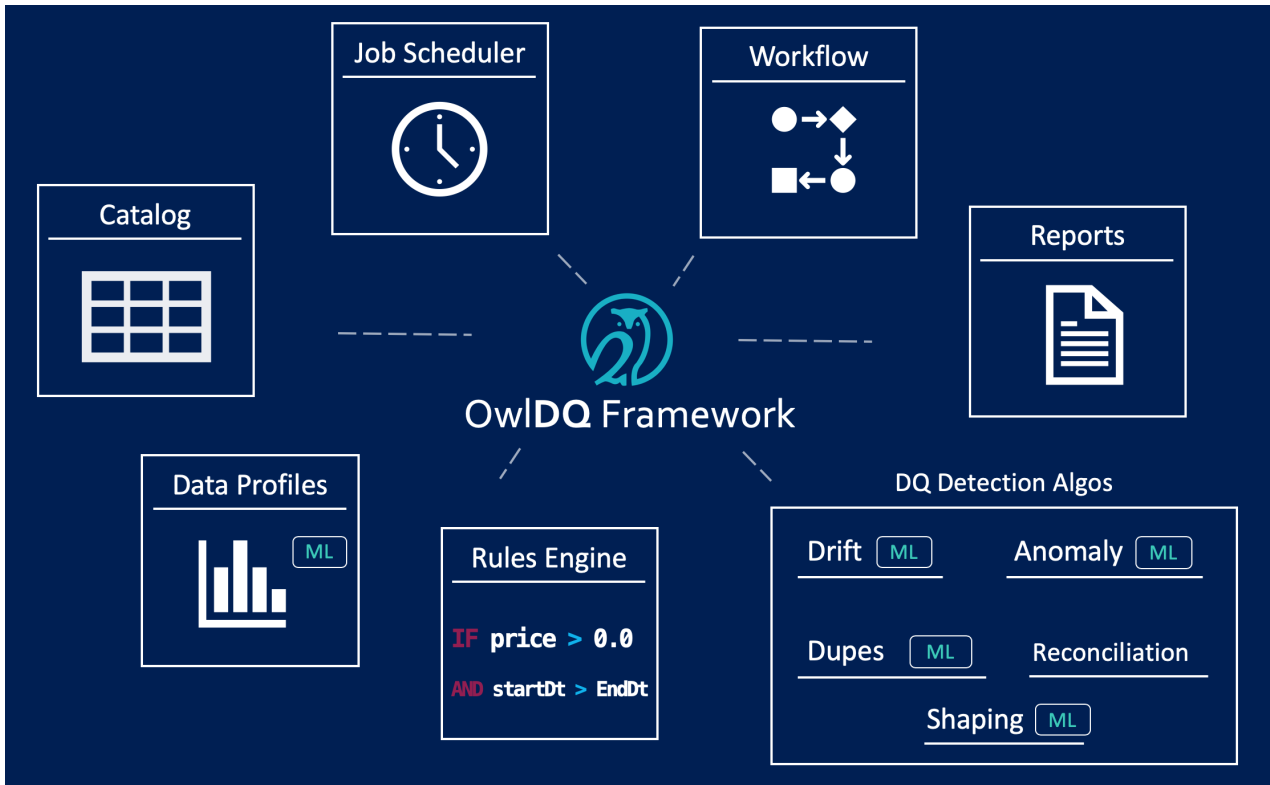 Job Scheduler
Workflow
Catalog
Reports
OwlDQ Framework
Data Profiles
ML
Rules Engine
IF price > 0.0
AND startDt > EndDt
DQ Detection Algos
Drift ML
Anomaly ML
Dupes ML
Reconciliation
Shaping ML